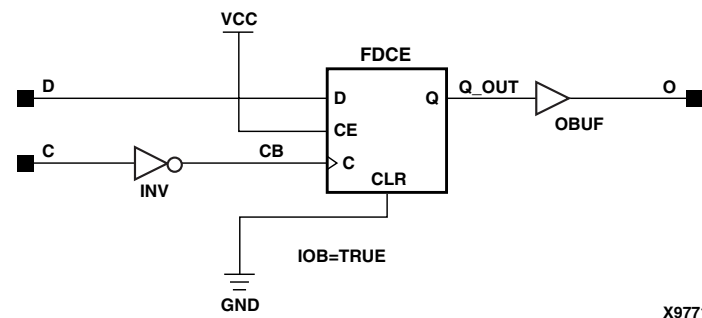 VCC
FDCE
D
D
Q
Q_OUT
O
OBUF
CE
C
INV
CB
C
CLR
IOB=TRUE
GND